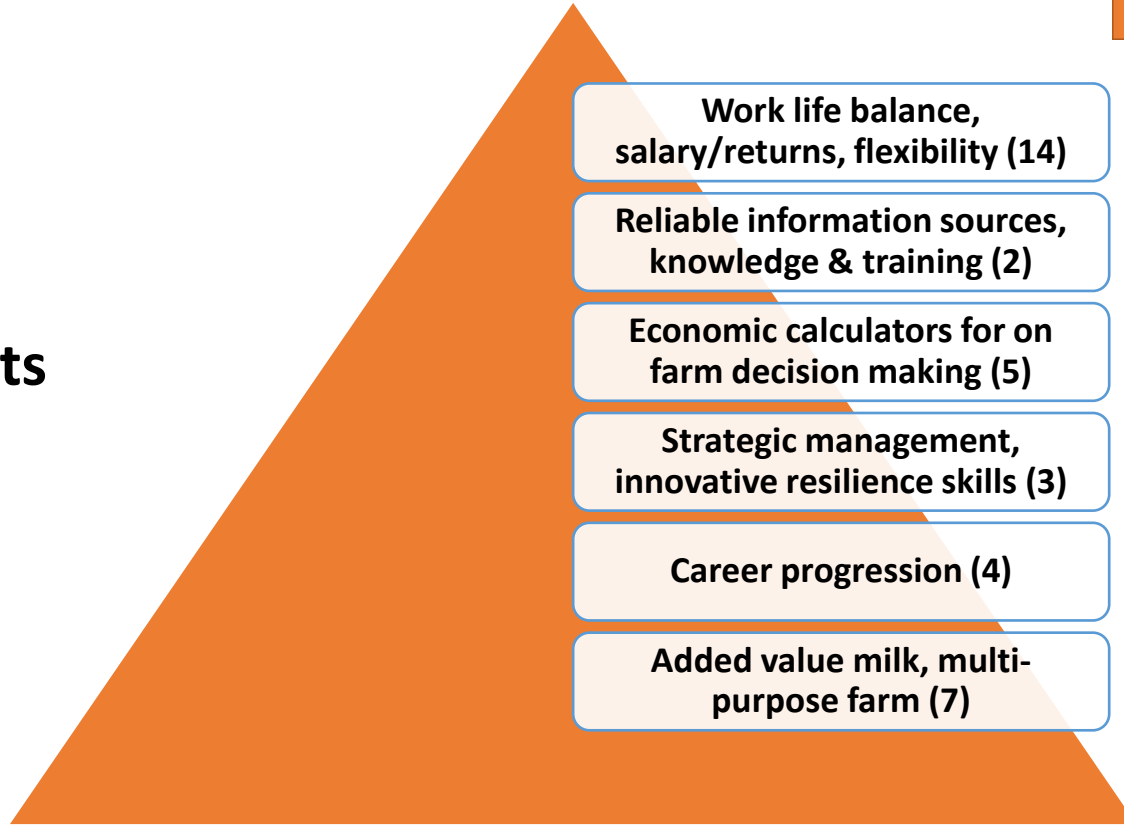 Work life balance,
salary/returns, flexibility (14)
Reliable information sources,
knowledge & training (2)
ts
Economic calculators for on
farm decision making (5)
Strategic management,
innovative resilience skills (3)
Career progression (4)
Added value milk, multi-
purpose farm (7)